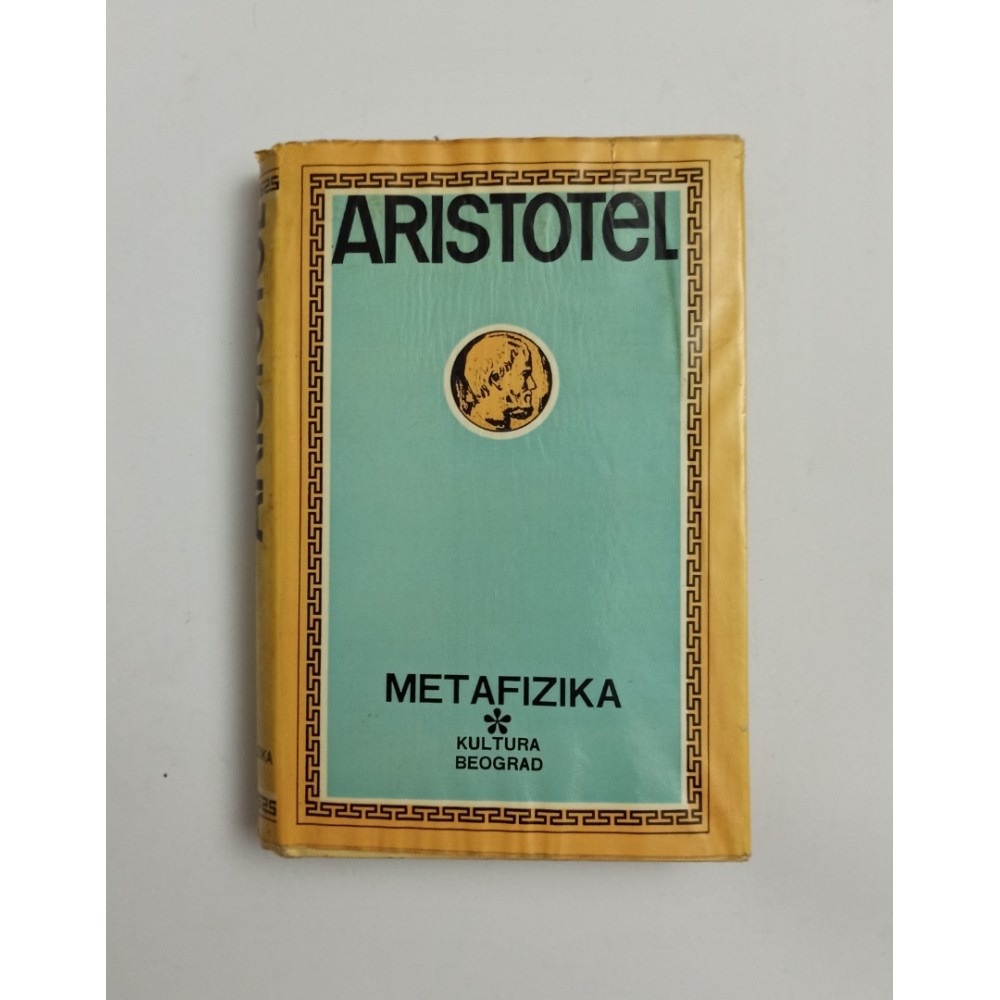 ARISTOTeL
METAFIZIKA
*
KULTURA
BEOGRAD